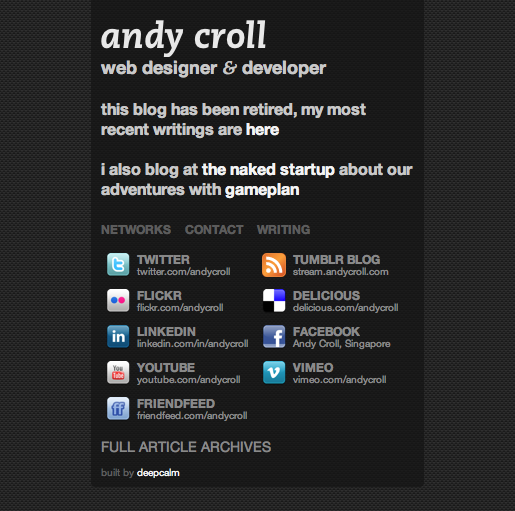 andy croll
web designer & developer
this blog has been retired, my most
recent writings are here
i also blog at the naked startup about our
adventures with gameplan
NETWORKS CONTACT WRITING
TWITTER
twitter.com/andycroll
TUMBLR BLOG
stream.andycroll.com
FLICKR
flickr.com/andycroll
DELICIOUS
delicious.com/andycroll
LINKEDIN
linkedin.com/in/andycroll
FACEBOOK
Andy Croll, Singapore
YOUTUBE
youtube.com/andycroll
VIMEO
vimeo.com/andycroll
FRIENDFEED
friendfeed.com/andycroll
FULL ARTICLE ARCHIVES
built by deepcalm